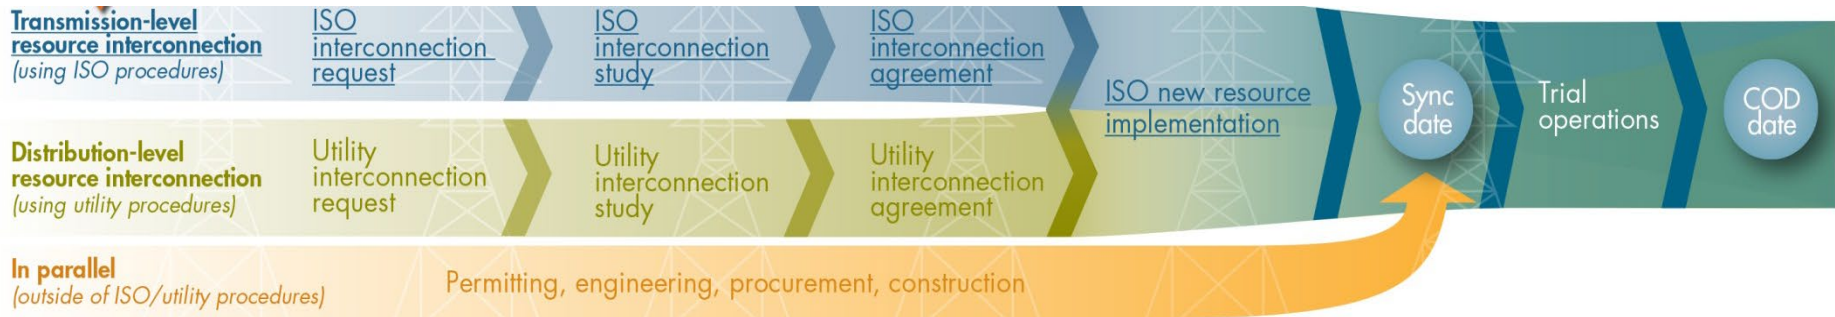 Transmission-level
resource interconnection
(using ISO procedures)
ISO
interconnection
request
ISO
interconnection
study
ISO
interconnection
agreement
Distribution-level
resource interconnection
(using utility procedures)
Utility
interconnection
request
Utility
interconnection
study
Utility
interconnection
agreement
ISO new resource
implementation
Sync
date
Trial
operations
COD
date
In parallel
(outside of ISO/utility procedures)
Permitting, engineering, procurement, construction